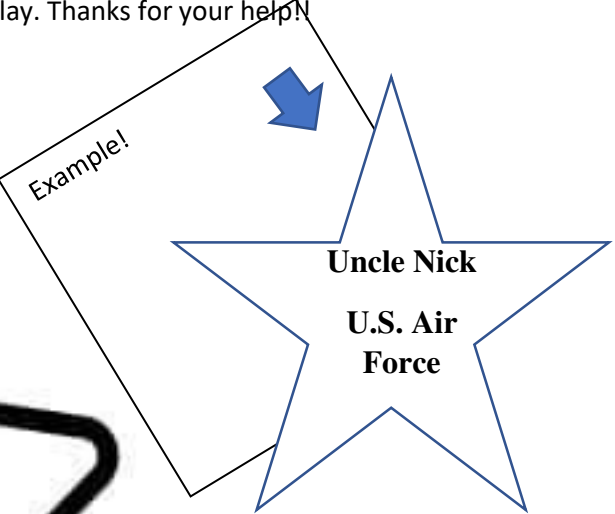 lay. Thanks for your help!!
Example!
Uncle Nick
U.S. Air
Force